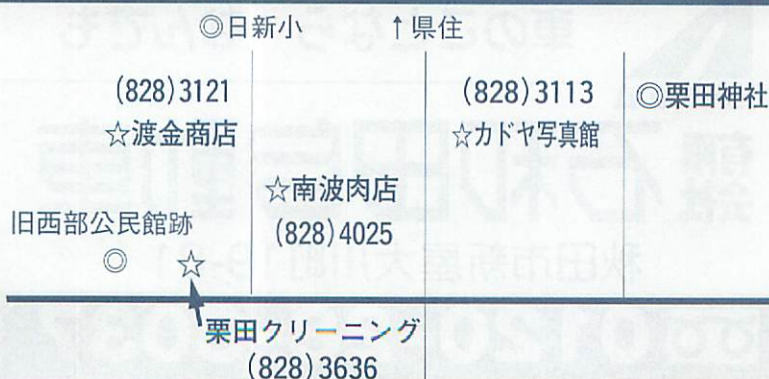 ◎日新小
↑県住
(828)3121
☆渡金商店
(828)3113
☆カドヤ写真館
◎栗田神社
☆南波肉店
(828)4025
旧西部公民館跡
◎ ☆
栗田クリーニング
(828)3636